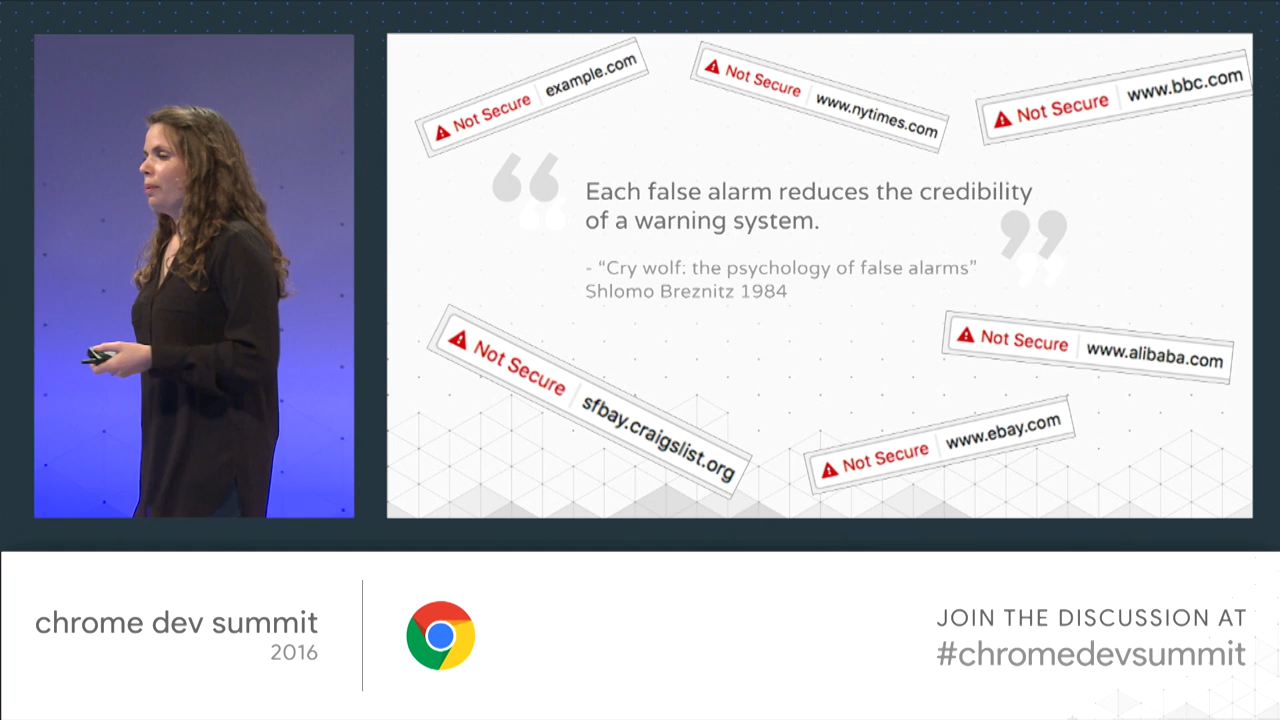 Not Secure example.com
Not Secure www.nytimes.com
Not Secure www.bbc.com
“ Each false alarm reduces the credibility
of a warning system. ”
- “Cry wolf: the psychology of false alarms”
Shlomo Breznitz 1984
Not Secure sfbay.craigslist.org
Not Secure www.alibaba.com
Not Secure www.ebay.com
chrome dev summit
2016
JOIN THE DISCUSSION AT
#chromedevsummit